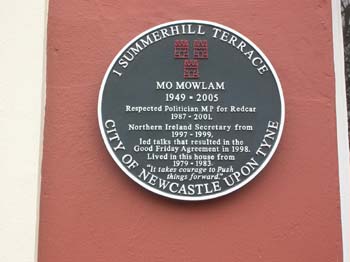 1 SUMMERHILL TERRACE
MO MOWLAM
1949 • 2005
Respected Politician MP for Redcar
1987 - 2001.
Northern Ireland Secretary from
1997 - 1999,
led talks that resulted in the
Good Friday Agreement in 1998.
Lived in this house from
1979 - 1983
"It takes courage to Push
things forward."
CITY OF NEWCASTLE UPON TYNE